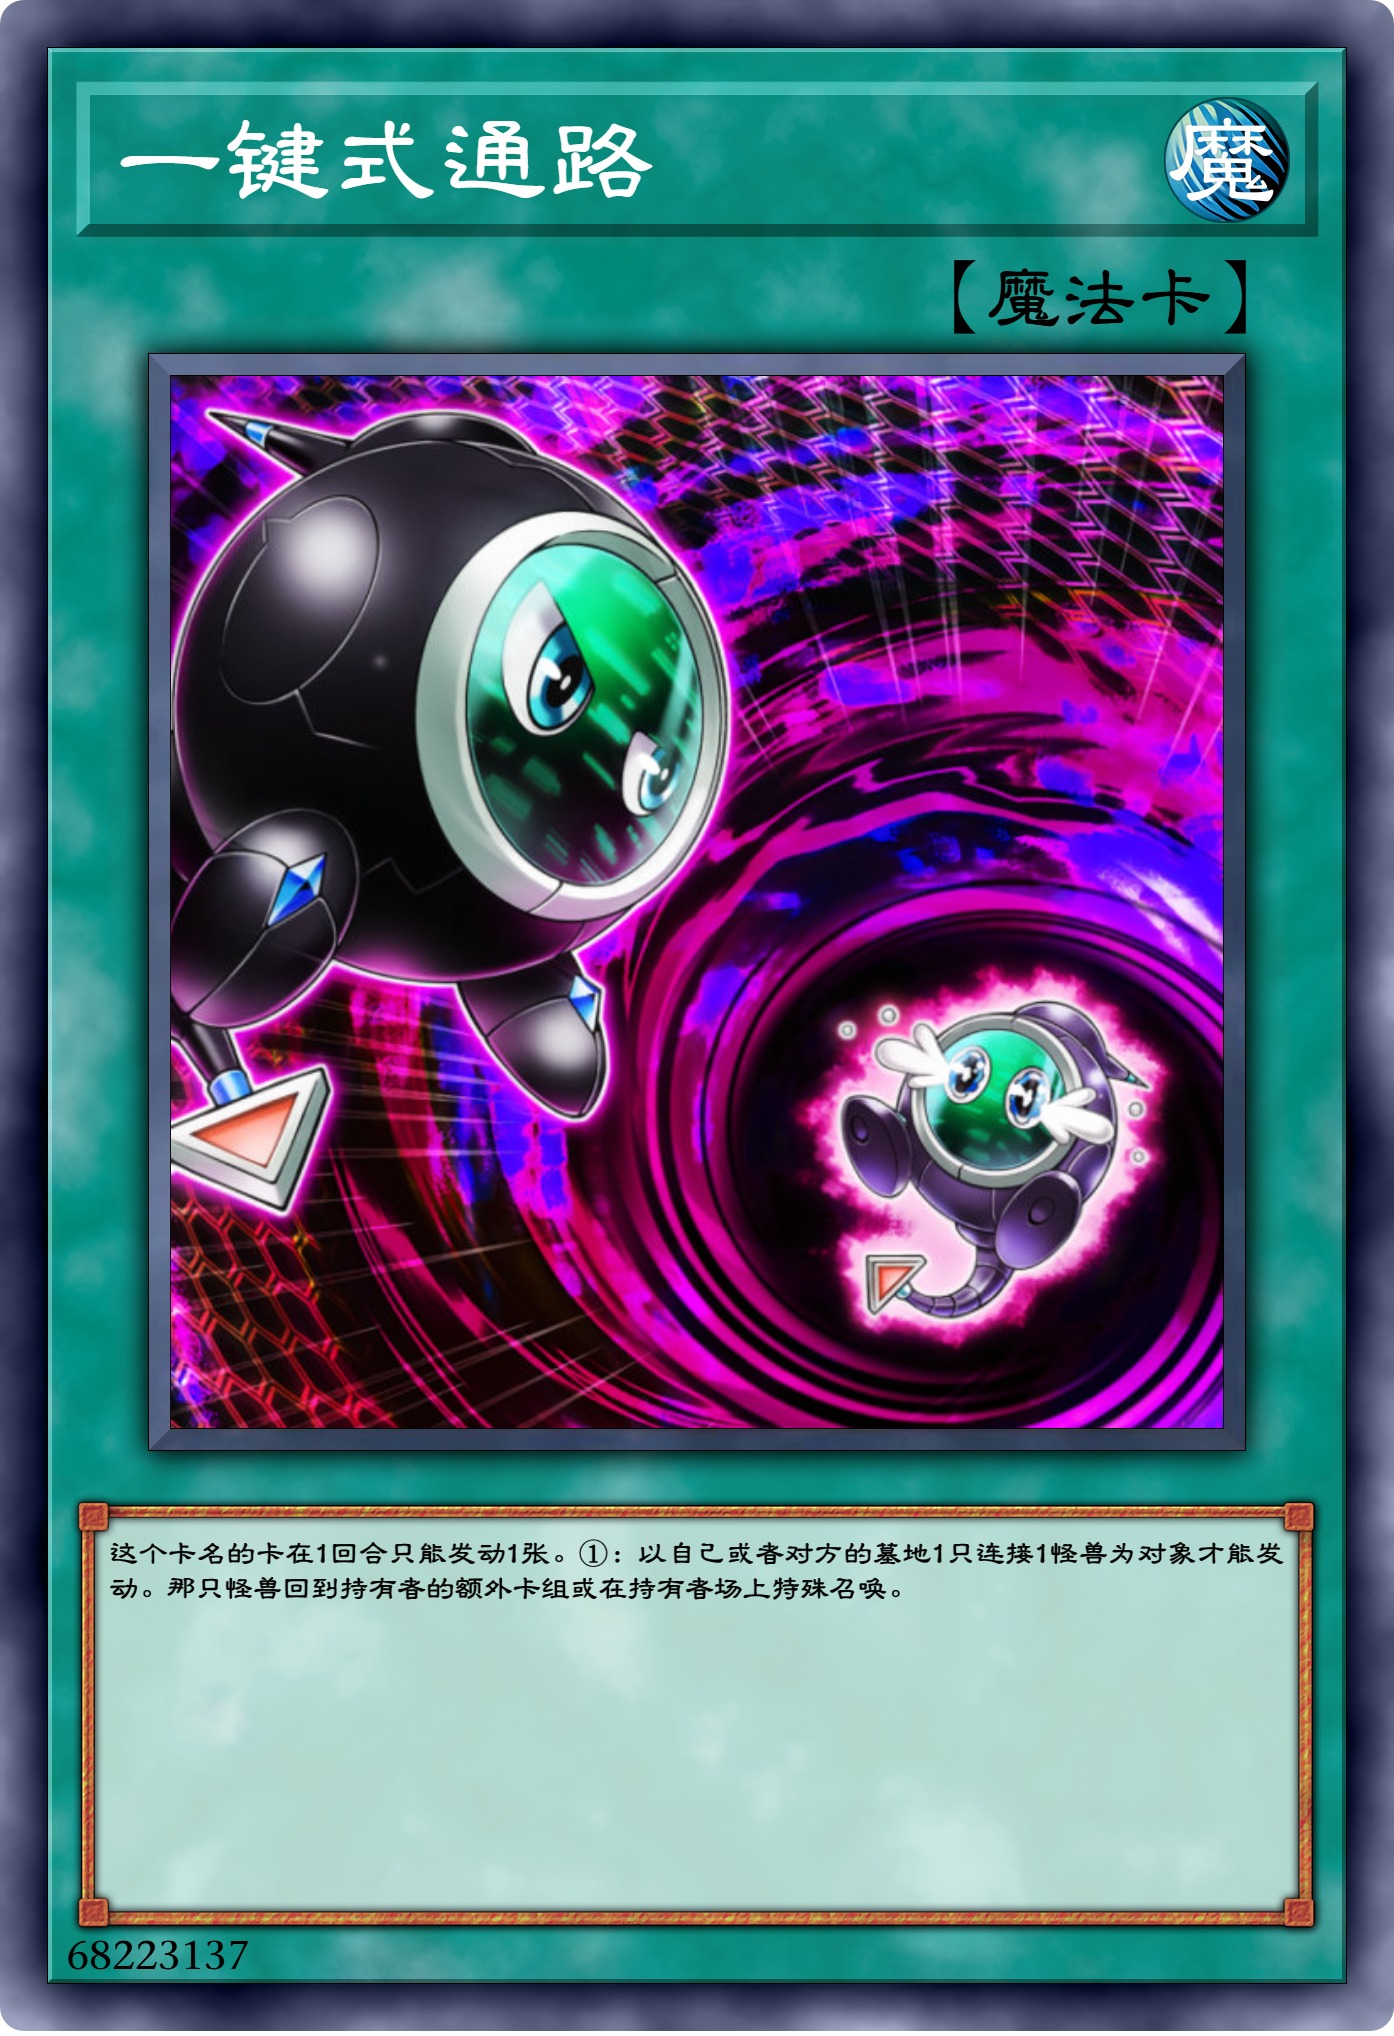 一键式通路
魔
【魔法卡】
这个卡名的卡在1回合只能发动1张。①：以自己或者对方的墓地1只连接1怪兽为对象才能发
动。那只怪兽回到持有者的额外卡组或在持有者场上特殊召唤。
68223137